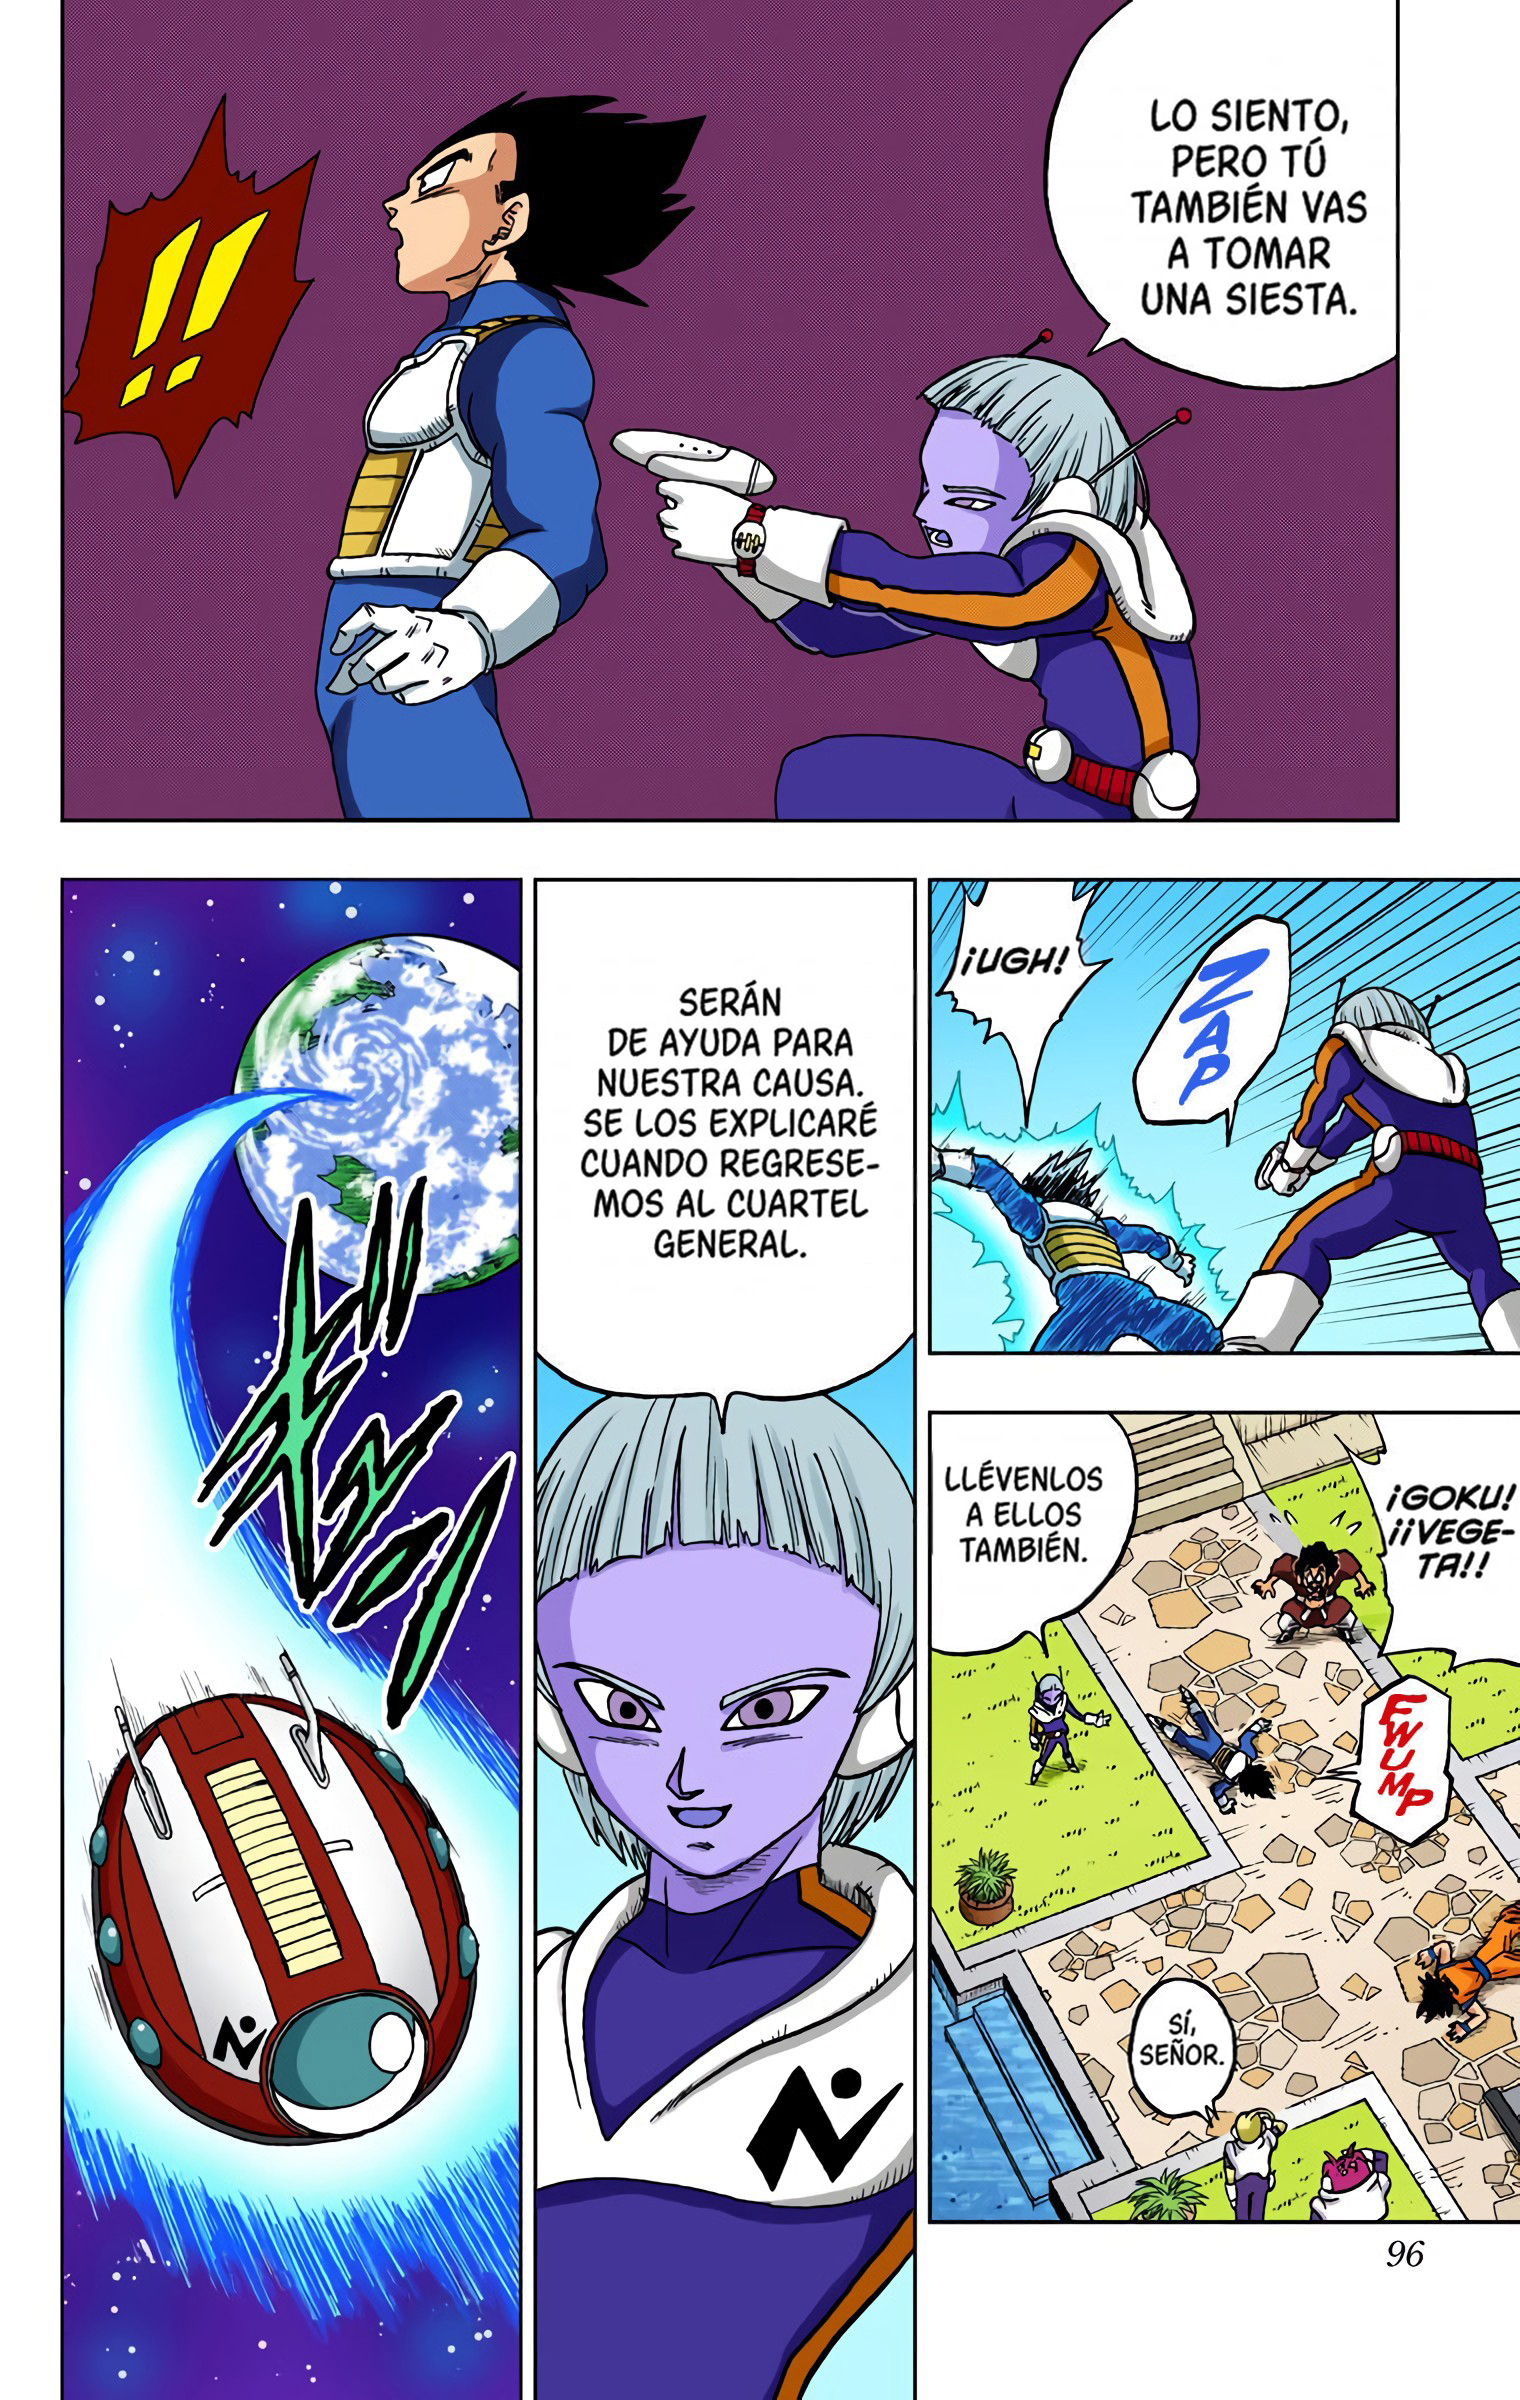 LO SIENTO,
PERO TÚ
TAMBIÉN VAS
A TOMAR
UNA SIESTA.
!!
ZAP
¡UGH!
¡GOKU!
¡¡VEGE-
TA!!
FWUMP
LLÉVENLOS
A ELLOS
TAMBIÉN.
SÍ,
SEÑOR.
SERÁN
DE AYUDA PARA
NUESTRA CAUSA.
SE LOS EXPLICARÉ
CUANDO REGRESE-
MOS AL CUARTEL
GENERAL.
96